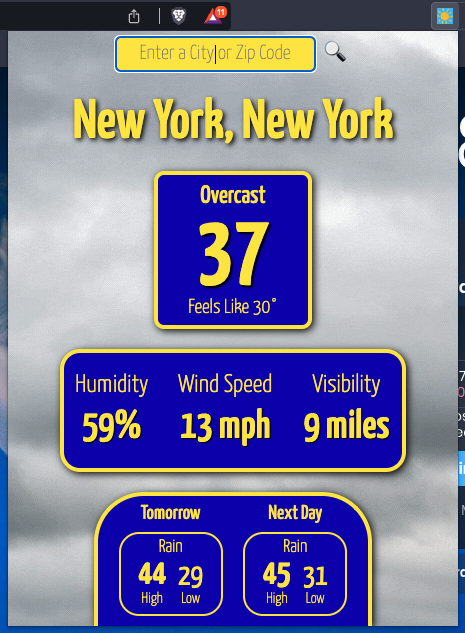 11
Enter a City or Zip Code
New York, New York
Overcast
37
Feels Like 30°
Humidity Wind Speed Visibility
59% 13 mph 9 miles
Tomorrow Next Day
Rain Rain
44 29 45 31
High Low High Low